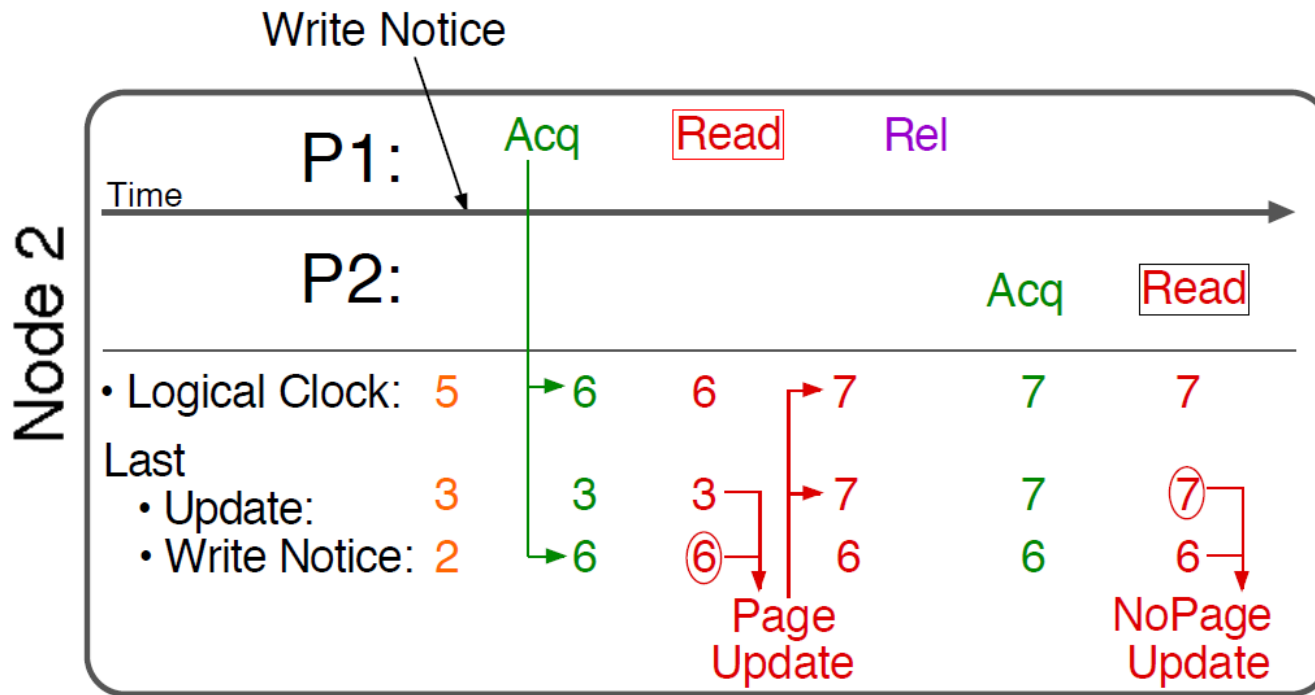 Write Notice
Node 2
P1: Acq Read Rel
Time
P2: Acq Read
• Logical Clock: 5 6 6 7 7 7
Last
• Update: 3 3 3 7 7 7
• Write Notice: 2 6 6 6 6 6
Page NoPage
Update Update